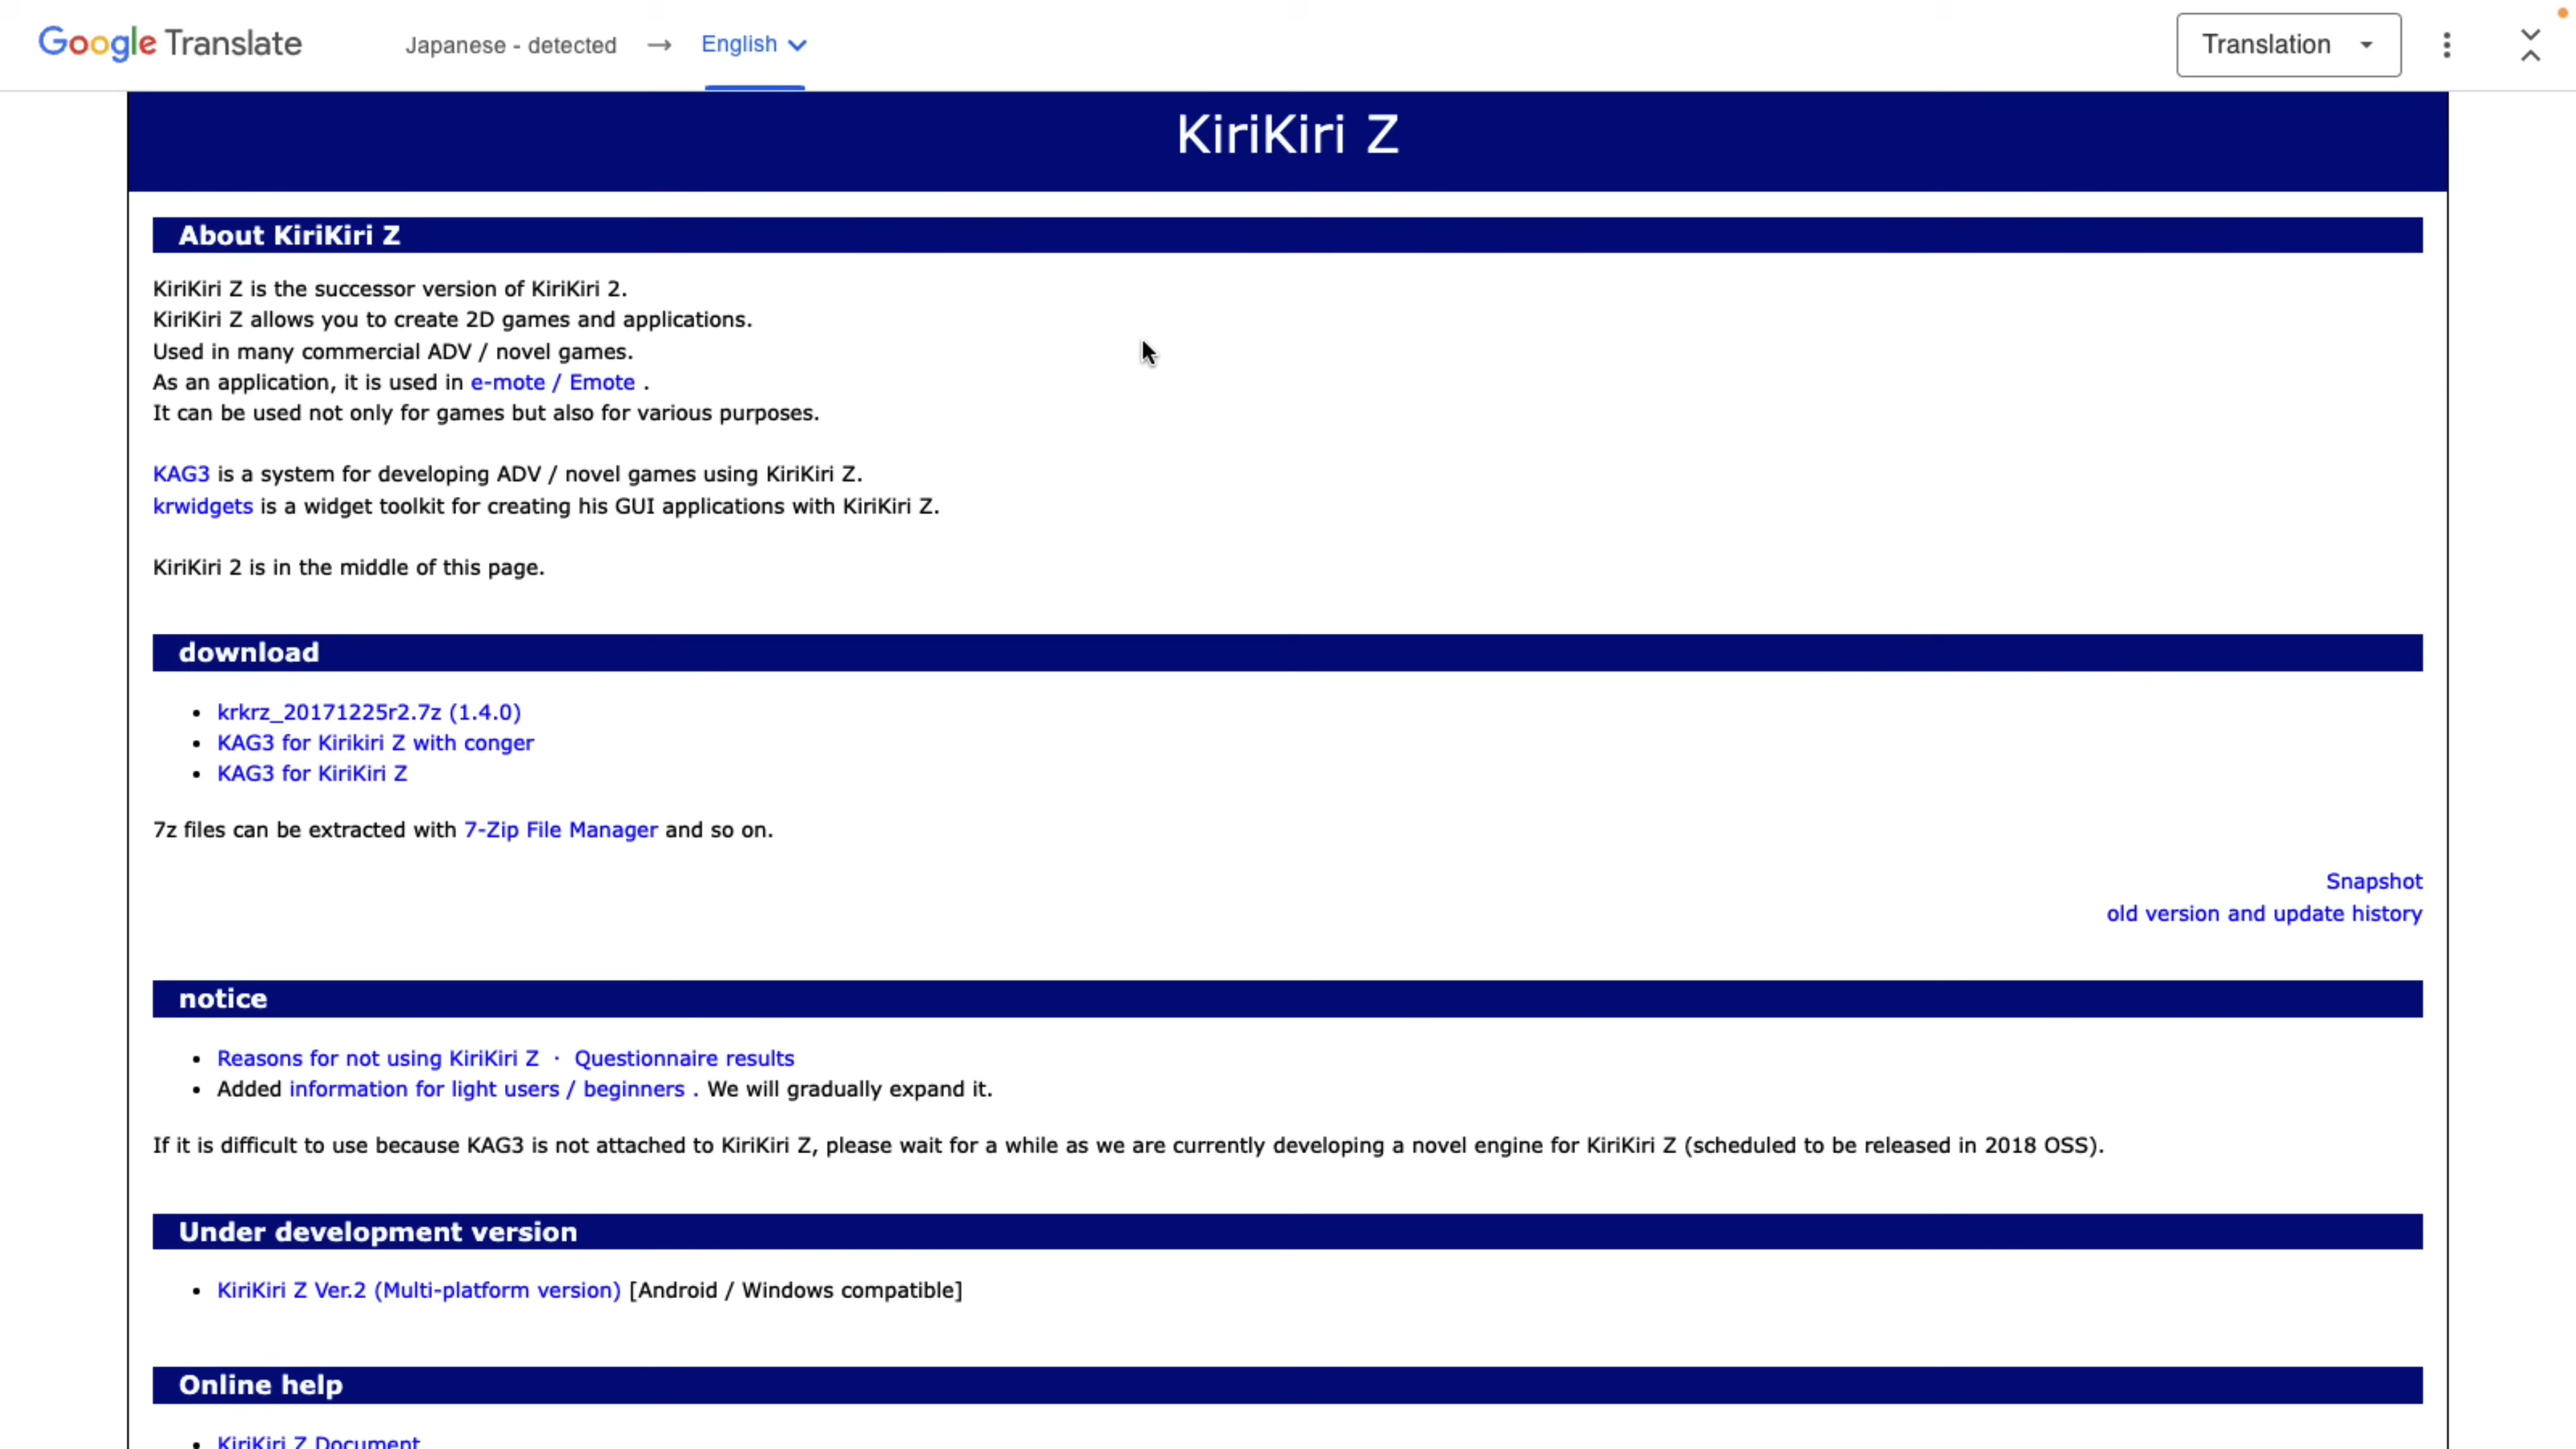 Google Translate Japanese - detected → English Translation
KiriKiri Z
About KiriKiri Z
KiriKiri Z is the successor version of KiriKiri 2.
KiriKiri Z allows you to create 2D games and applications.
Used in many commercial ADV / novel games.
As an application, it is used in e-mote / Emote .
It can be used not only for games but also for various purposes.
KAG3 is a system for developing ADV / novel games using KiriKiri Z.
krwidgets is a widget toolkit for creating his GUI applications with KiriKiri Z.
KiriKiri 2 is in the middle of this page.
download
• krkrz_20171225r2.7z (1.4.0)
• KAG3 for Kirikiri Z with conger
• KAG3 for KiriKiri Z
7z files can be extracted with 7-Zip File Manager and so on.
Snapshot
old version and update history
notice
• Reasons for not using KiriKiri Z · Questionnaire results
• Added information for light users / beginners . We will gradually expand it.
If it is difficult to use because KAG3 is not attached to KiriKiri Z, please wait for a while as we are currently developing a novel engine for KiriKiri Z (scheduled to be released in 2018 OSS).
Under development version
• KiriKiri Z Ver.2 (Multi-platform version) [Android / Windows compatible]
Online help
• KiriKiri Z Document